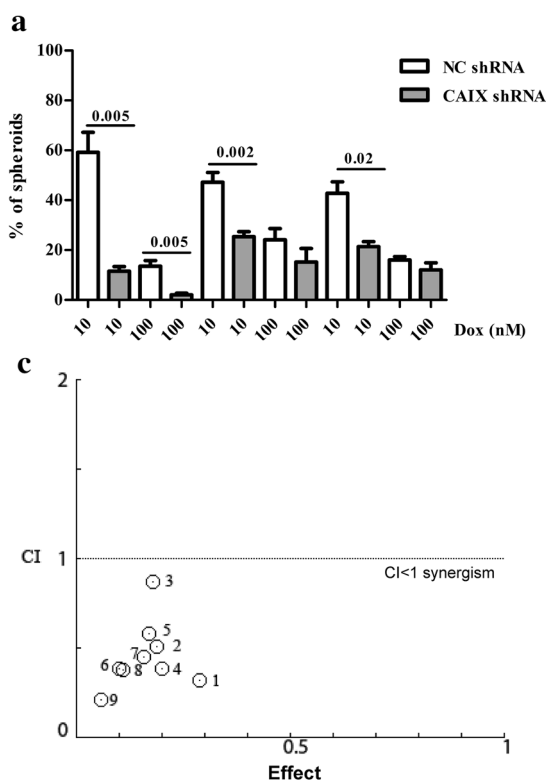 a
100
80
60
40
20
0
% of spheroids
NC shRNA
CAIX shRNA
0.005
0.005
0.002
0.02
10 10 100 100 10 10 100 100 10 10 100 100
Dox (nM)
c
2
CI
1
0
CI<1 synergism
3
5
7 2
6 8 4 1
9
0.5
1
Effect